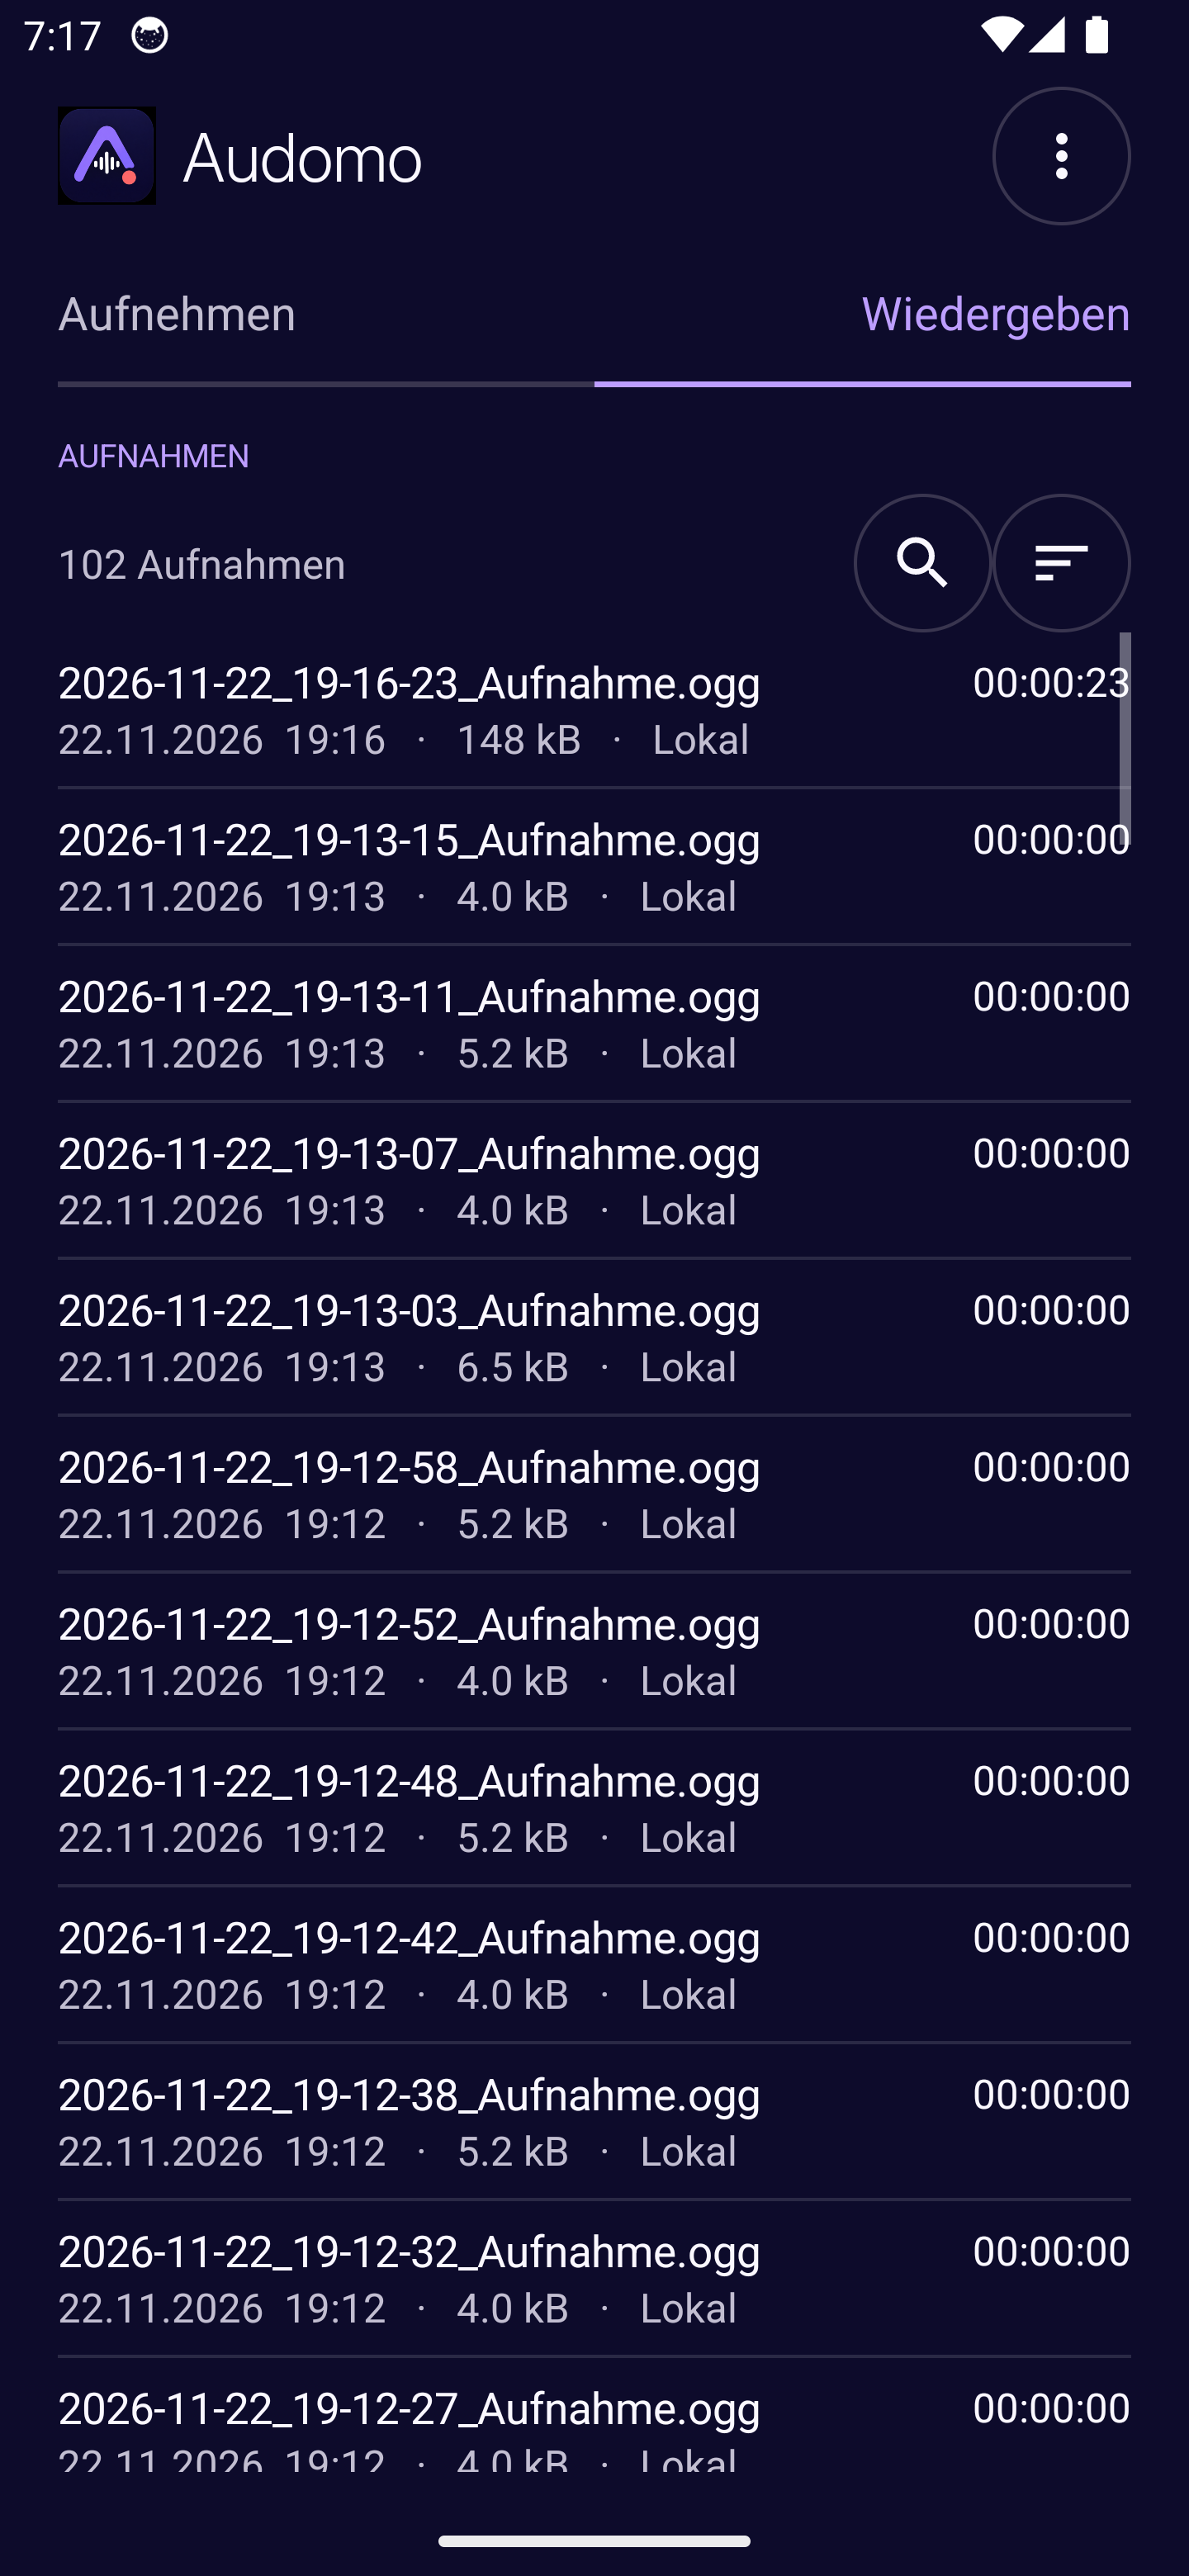 7:17
Audomo
Aufnehmen
Wiedergeben
AUFNAHMEN
102 Aufnahmen
2026-11-22_19-16-23_Aufnahme.ogg 00:00:23
22.11.2026 19:16 · 148 kB · Lokal
2026-11-22_19-13-15_Aufnahme.ogg 00:00:00
22.11.2026 19:13 · 4.0 kB · Lokal
2026-11-22_19-13-11_Aufnahme.ogg 00:00:00
22.11.2026 19:13 · 5.2 kB · Lokal
2026-11-22_19-13-07_Aufnahme.ogg 00:00:00
22.11.2026 19:13 · 4.0 kB · Lokal
2026-11-22_19-13-03_Aufnahme.ogg 00:00:00
22.11.2026 19:13 · 6.5 kB · Lokal
2026-11-22_19-12-58_Aufnahme.ogg 00:00:00
22.11.2026 19:12 · 5.2 kB · Lokal
2026-11-22_19-12-52_Aufnahme.ogg 00:00:00
22.11.2026 19:12 · 4.0 kB · Lokal
2026-11-22_19-12-48_Aufnahme.ogg 00:00:00
22.11.2026 19:12 · 5.2 kB · Lokal
2026-11-22_19-12-42_Aufnahme.ogg 00:00:00
22.11.2026 19:12 · 4.0 kB · Lokal
2026-11-22_19-12-38_Aufnahme.ogg 00:00:00
22.11.2026 19:12 · 5.2 kB · Lokal
2026-11-22_19-12-32_Aufnahme.ogg 00:00:00
22.11.2026 19:12 · 4.0 kB · Lokal
2026-11-22_19-12-27_Aufnahme.ogg 00:00:00
22.11.2026 19:12 · 4.0 kB · Lokal